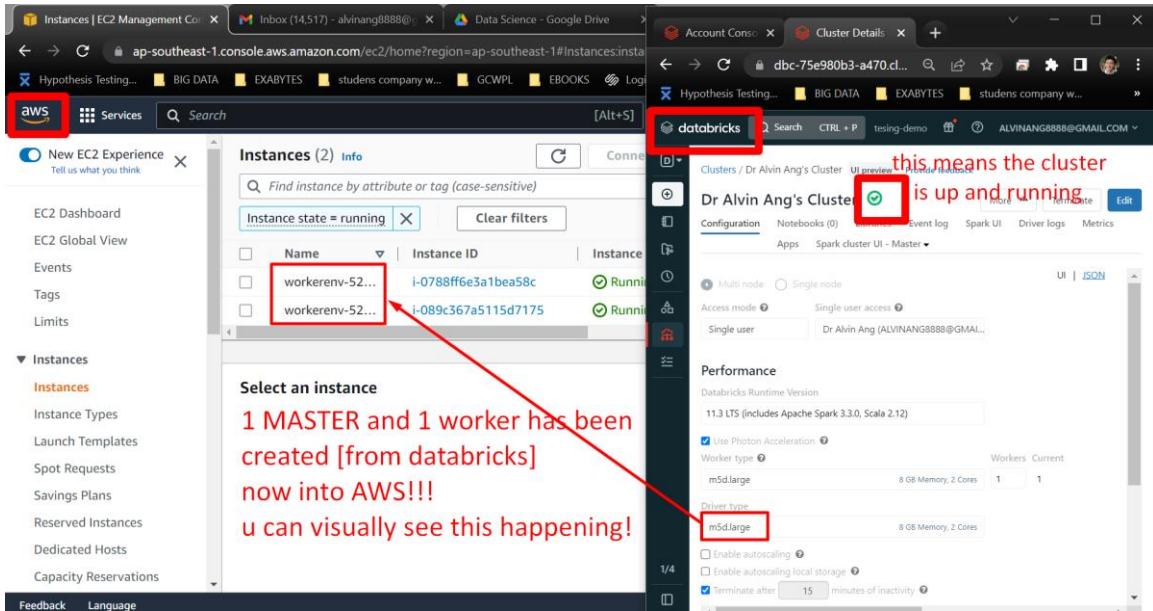 Instances | EC2 Management Con
Inbox (14,517) - alvinang8888@g
Data Science - Google Drive
ap-southeast-1.console.aws.amazon.com/ec2/home?region=ap-southeast-1#Instances:insta
Hypothesis Testing...
BIG DATA
EXABYTES
studens company w...
GCWPL
EBOOKS
Logi
aws
Services
Search
[Alt+S]
New EC2 Experience
Tell us what you think
EC2 Dashboard
EC2 Global View
Events
Tags
Limits
Instances
Instances
Instance Types
Launch Templates
Spot Requests
Savings Plans
Reserved Instances
Dedicated Hosts
Capacity Reservations
Feedback Language
Instances (2) Info
Conne
Find instance by attribute or tag (case-sensitive)
Instance state = running
Clear filters
Name Instance ID Instance
workerenv-52... i-0788ff6e3a1bea58c Runni
workerenv-52... i-089c367a5115d7175 Runni
Select an instance
1 MASTER and 1 worker has been
created [from databricks]
now into AWS!!!
u can visually see this happening!
Account Conso
Cluster Details
dbc-75e980b3-a470.cl...
Hypothesis Testing...
BIG DATA
EXABYTES
studens company w...
databricks
Search CTRL + P
tesing-demo
ALVINANG8888@GMAIL.COM
Clusters / Dr Alvin Ang's Cluster UI preview Provide feedback
this means the cluster
is up and running
Dr Alvin Ang's Cluster
More
Edit
Configuration Notebooks (0) Event log Spark UI Driver logs Metrics
Apps Spark cluster UI - Master
UI | JSON
Multi node Single node
Access mode Single user access
Single user Dr Alvin Ang (ALVINANG8888@GMAI...
Performance
Databricks Runtime Version
11.3 LTS (includes Apache Spark 3.3.0, Scala 2.12)
Use Photon Acceleration
Worker type Workers Current
m5d.large 8 GB Memory, 2 Cores 1 1
Driver type
m5d.large 8 GB Memory, 2 Cores
Enable autoscaling
Enable autoscaling local storage
Terminate after 15 minutes of inactivity
1/4